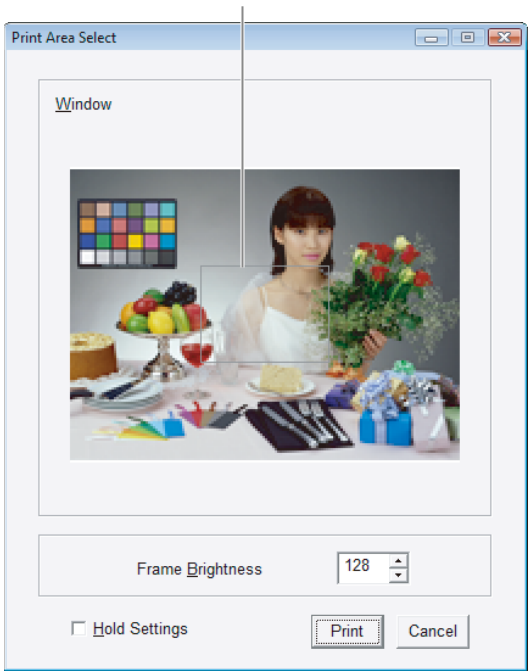 Print Area Select
Window
Frame Brightness
128
Hold Settings
Print
Cancel